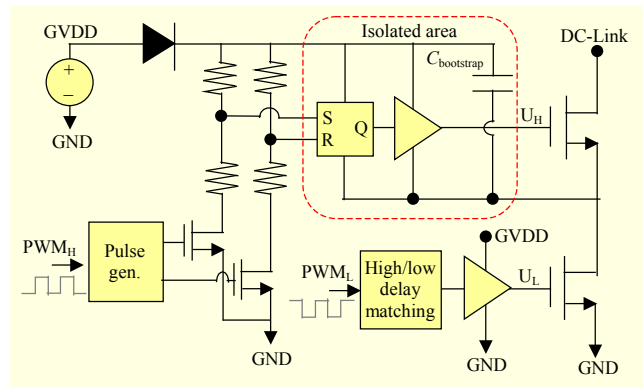 GVDD
+
−
GND
Isolated area
C bootstrap
DC-Link
S
R
Q
U_H
PWM_H
Pulse
gen.
GND
PWM_L
High/low
delay
matching
GVDD
U_L
GND
GND